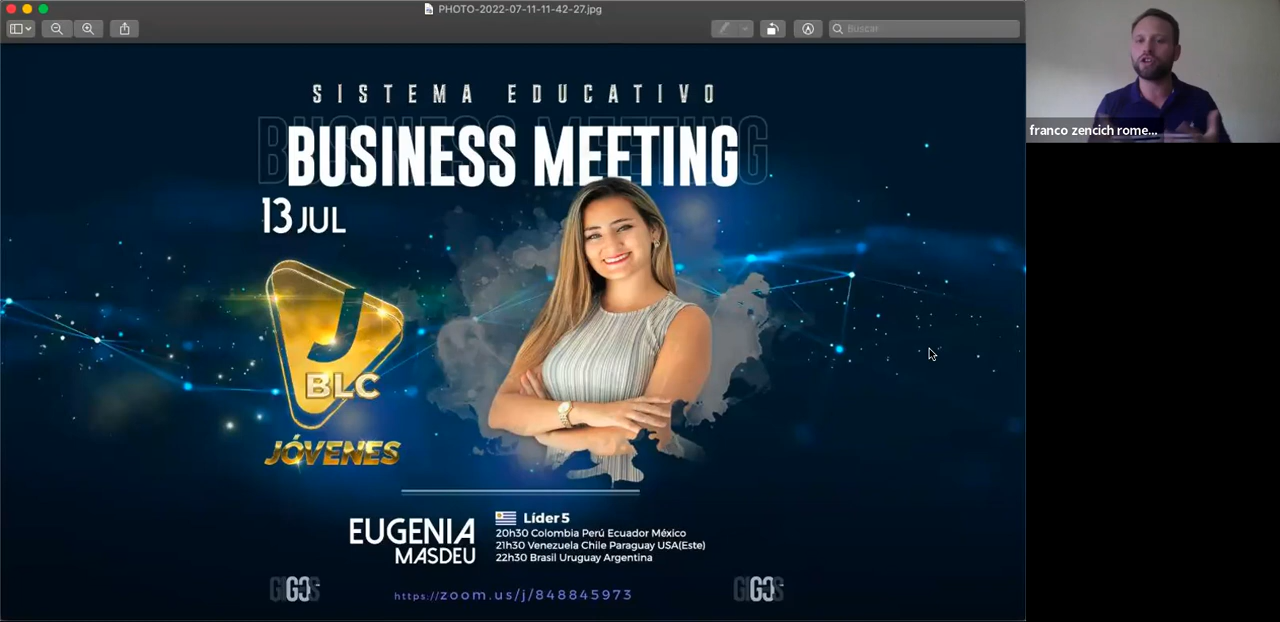 PHOTO-2022-07-11-11-42-27.jpg
Buscar
franco zencich rome...
SISTEMA EDUCATIVO
BUSINESS MEETING
13 JUL
J
BLC
JÓVENES
EUGENIA
MASDEU
Líder 5
20h30 Colombia Perú Ecuador México
21h30 Venezuela Chile Paraguay USA(Este)
22h30 Brasil Uruguay Argentina
https://zoom.us/j/848845973